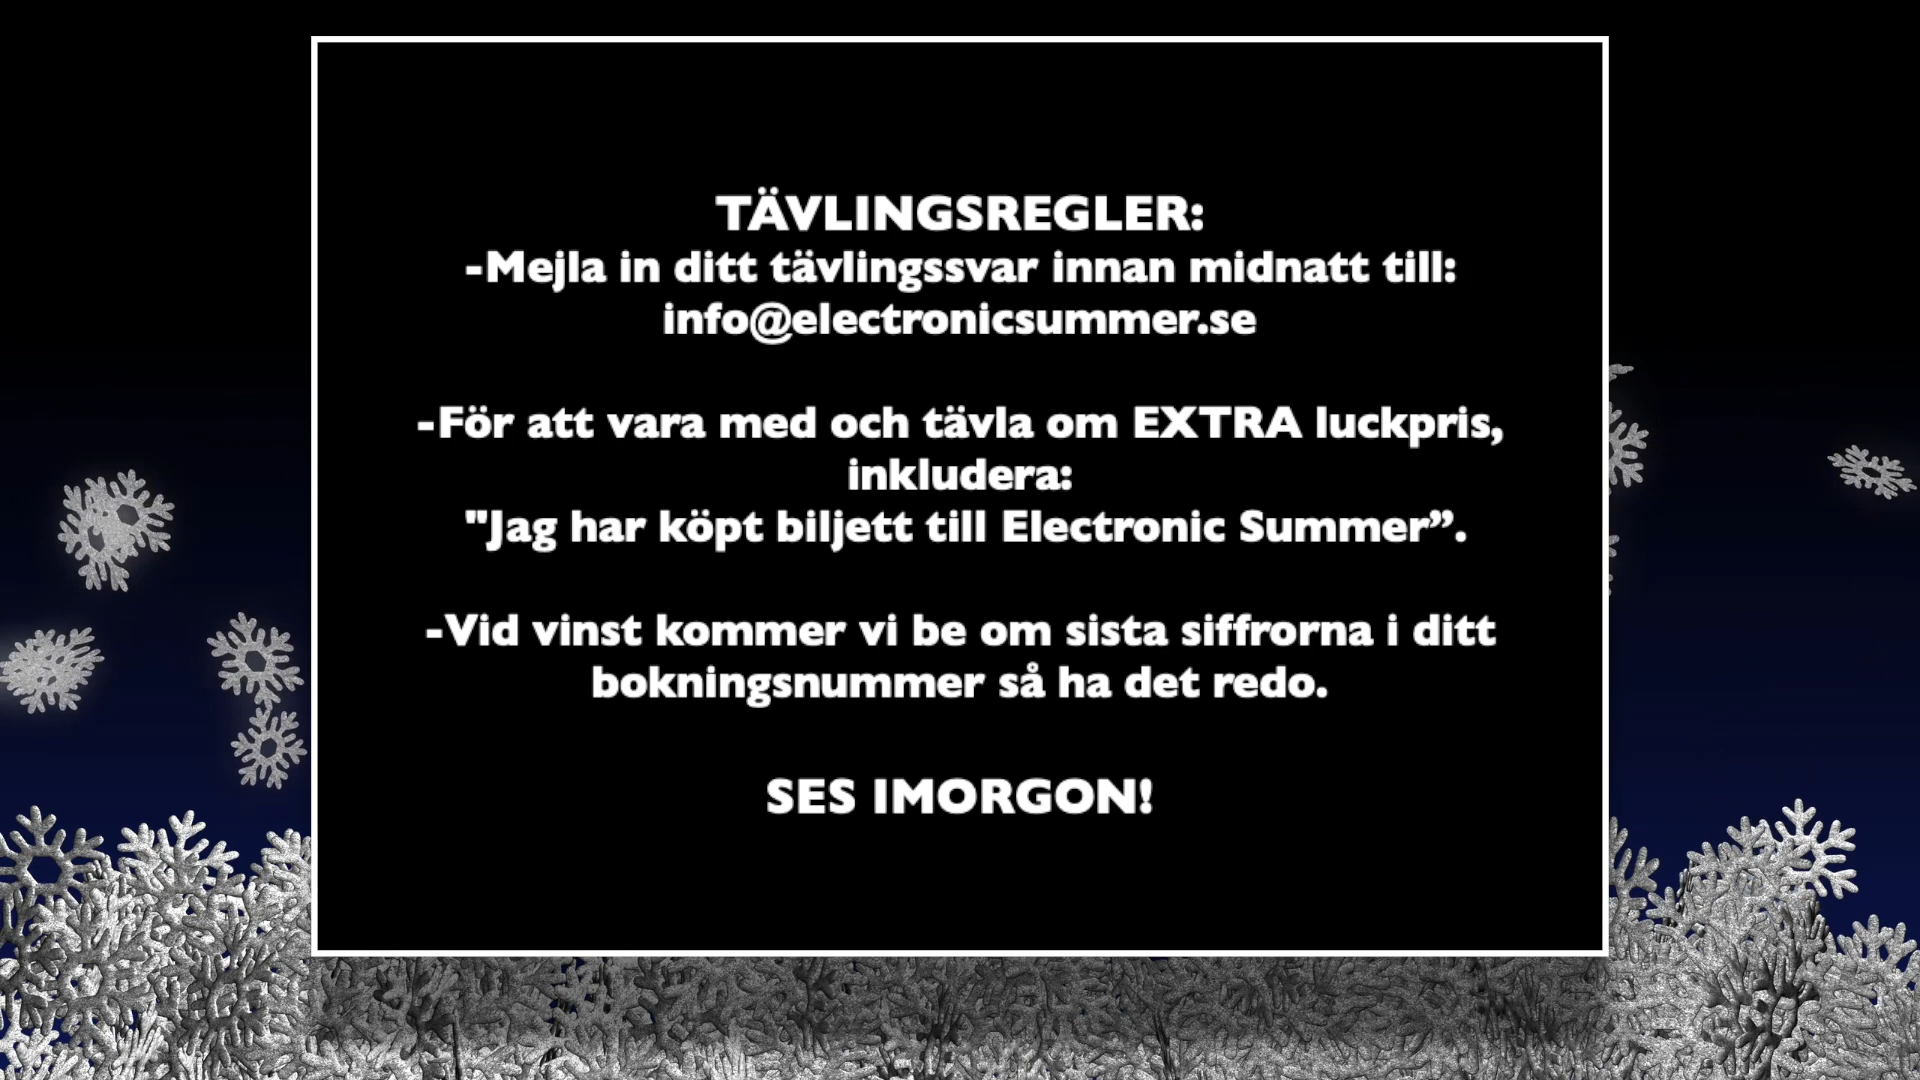 TÄVLINGSREGLER:
-Mejla in ditt tävlingssvar innan midnatt till:
info@electronicsummer.se
-För att vara med och tävla om EXTRA luckpris,
inkludera:
"Jag har köpt biljett till Electronic Summer”.
-Vid vinst kommer vi be om sista siffrorna i ditt
bokningsnummer så ha det redo.
SES IMORGON!